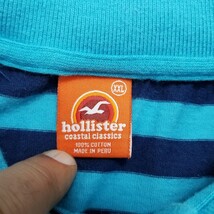 XXL
hollister
coastal classics
100% COTTON
MADE IN PERU